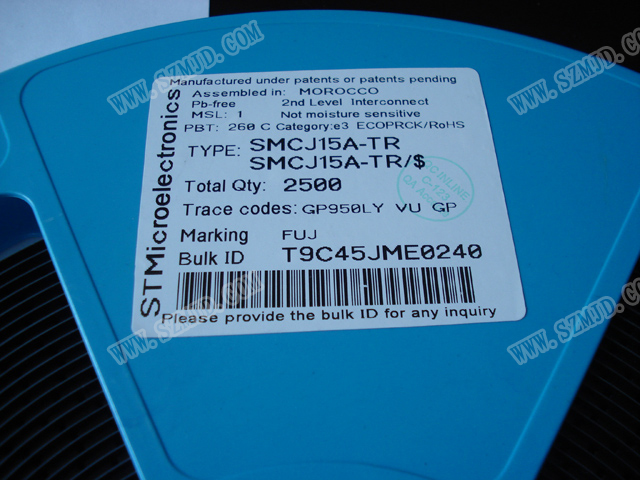 Manufactured under patents or patents pending
Assembled in: MOROCCO
Pb-free 2nd Level Interconnect
MSL: 1 Not moisture sensitive
PBT: 260 C Category:e3 ECOPACK/RoHS
TYPE: SMCJ15A-TR
SMCJ15A-TR/$
Total Qty: 2500
Trace codes: GP950LY VU GP
Marking FUJ
Bulk ID T9C45JME0240
Please provide the bulk ID for any inquiry
STMicroelectronics
WWW.SZMJD.COM
WWW.SZMJD.COM
WWW.SZMJD.COM
WWW.SZMJD.COM